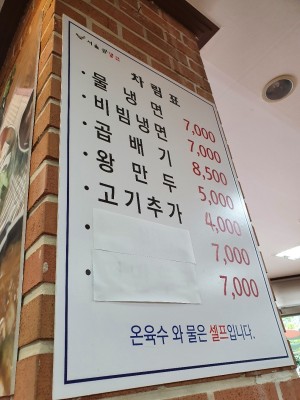 차림표
· 물냉면 7,000
· 비빔냉면 7,000
· 곱배기 8,500
· 왕만두 5,000
· 고기추가 4,000
· 7,000
· 7,000
온육수 와 물은 셀프입니다.